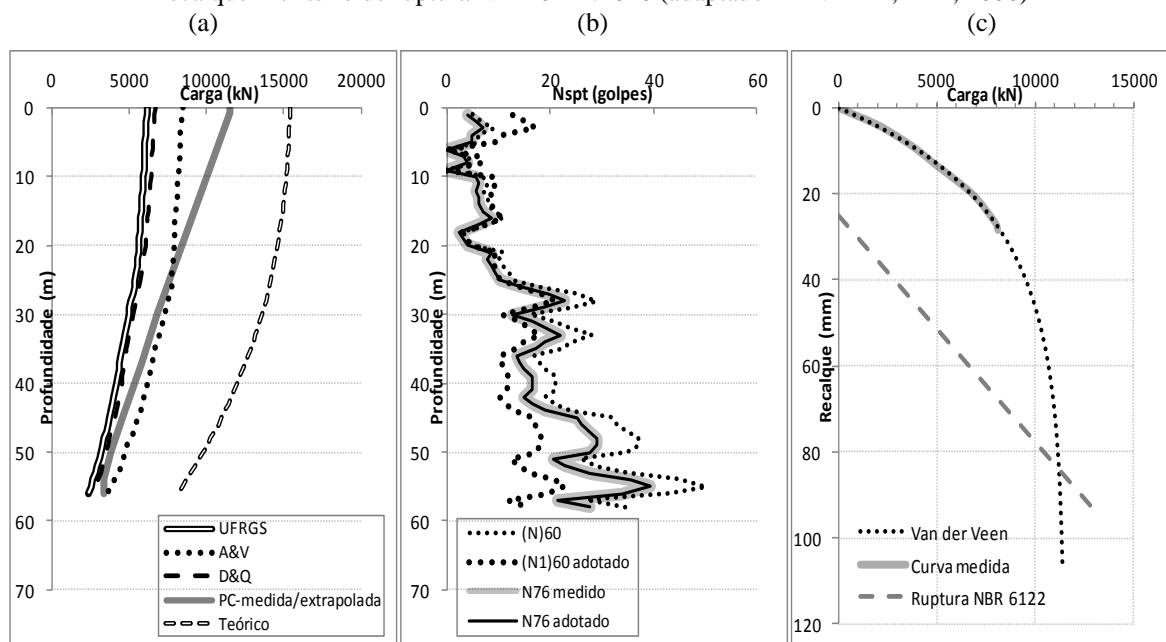 (a) (b) (c)
Carga (kN)
0 5000 10000 15000 20000
0
10
20
30
40
50
60
70
Profundidade (m)
UFRGS
A&V
D&Q
PC-medida/extrapolada
Teórico
Nspt (golpes)
0 20 40 60
0
10
20
30
40
50
60
70
Profundidade (m)
(N)60
(N1)60 adotado
N76 medido
N76 adotado
0 5000 10000 15000
Carga (kN)
0
20
40
60
80
100
120
Recalque (mm)
Van der Veen
Curva medida
Ruptura NBR 6122